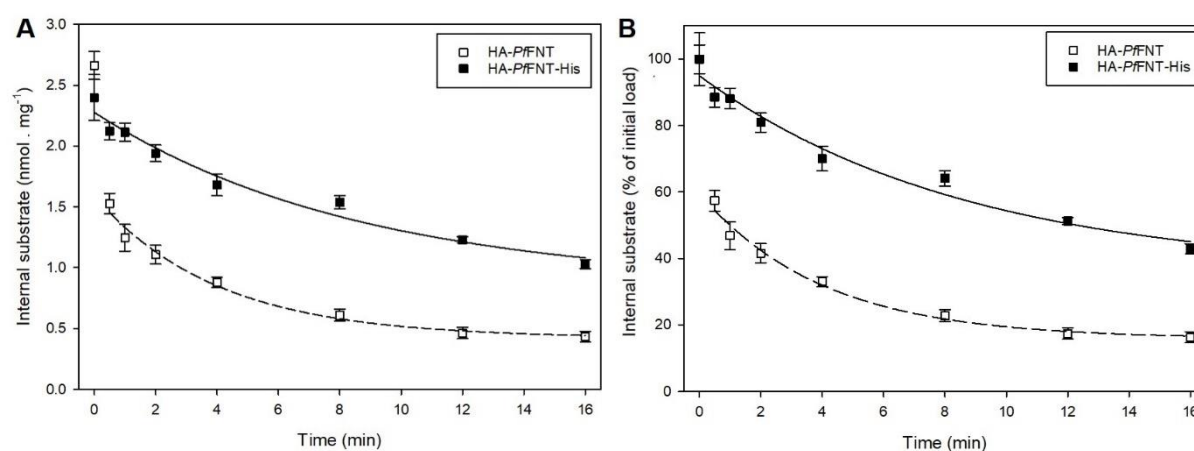 A
3.0
2.5
2.0
1.5
1.0
0.5
0.0
Internal substrate (nmol . mg⁻¹)
HA-PfFNT
HA-PfFNT-His
0 2 4 6 8 10 12 14 16
Time (min)
B
100
80
60
40
20
0
Internal substrate (% of initial load)
HA-PfFNT
HA-PfFNT-His
0 2 4 6 8 10 12 14 16
Time (min)